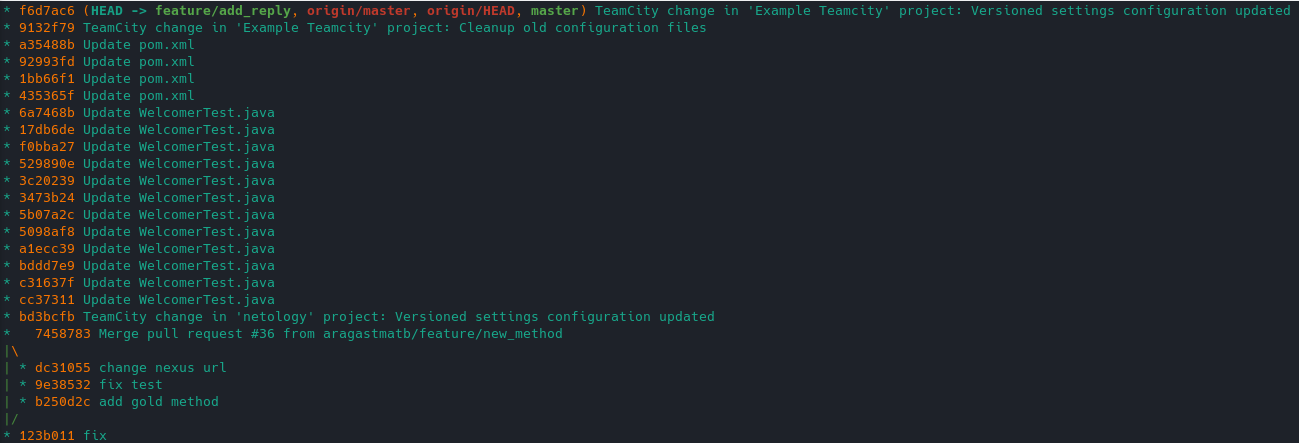 * f6d7ac6 (HEAD -> feature/add_reply, origin/master, origin/HEAD, master) TeamCity change in 'Example Teamcity' project: Versioned settings configuration updated
* 9132f79 TeamCity change in 'Example Teamcity' project: Cleanup old configuration files
* a35488b Update pom.xml
* 92993fd Update pom.xml
* 1bb66f1 Update pom.xml
* 435365f Update pom.xml
* 6a7468b Update WelcomerTest.java
* 17db6de Update WelcomerTest.java
* f0bba27 Update WelcomerTest.java
* 529890e Update WelcomerTest.java
* 3c20239 Update WelcomerTest.java
* 3473b24 Update WelcomerTest.java
* 5b07a2c Update WelcomerTest.java
* 5098af8 Update WelcomerTest.java
* a1ecc39 Update WelcomerTest.java
* bddd7e9 Update WelcomerTest.java
* c31637f Update WelcomerTest.java
* cc37311 Update WelcomerTest.java
* bd3bcfb TeamCity change in 'netology' project: Versioned settings configuration updated
*   7458783 Merge pull request #36 from aragastmatb/feature/new_method
|\
| * dc31055 change nexus url
| * 9e38532 fix test
| * b250d2c add gold method
|/
* 123b011 fix